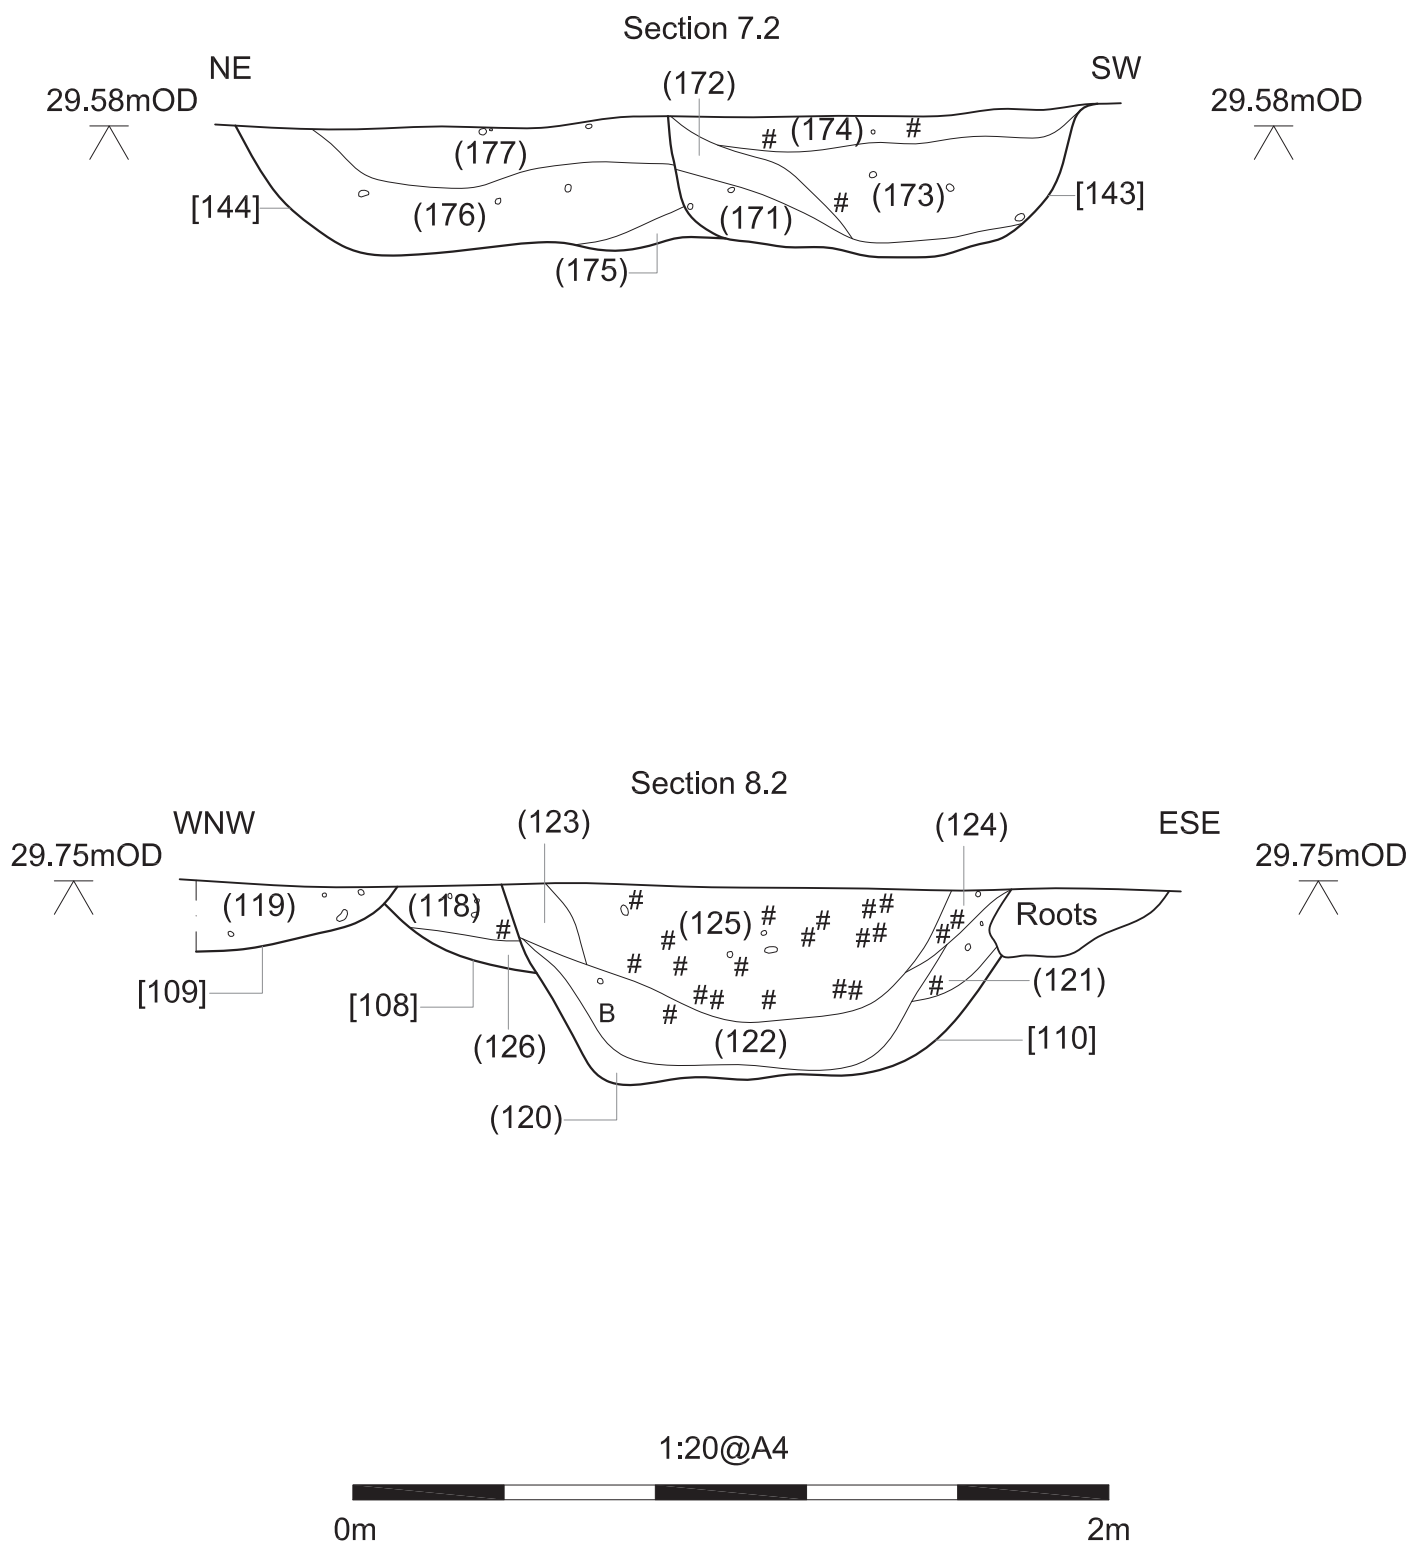 Section 7.2
NE
SW
(172)
29.58mOD
29.58mOD
# (174) #
(177)
[144]
(176)
(171)
# (173)
[143]
(175)
Section 8.2
WNW
(123)
(124)
ESE
29.75mOD
29.75mOD
(119)
(118)
#
(125)
# # # # # # # # # # # # # # # # # #
# #
Roots
#
(121)
[109]
[108]
B
(126)
(122)
[110]
(120)
1:20@A4
0m
2m